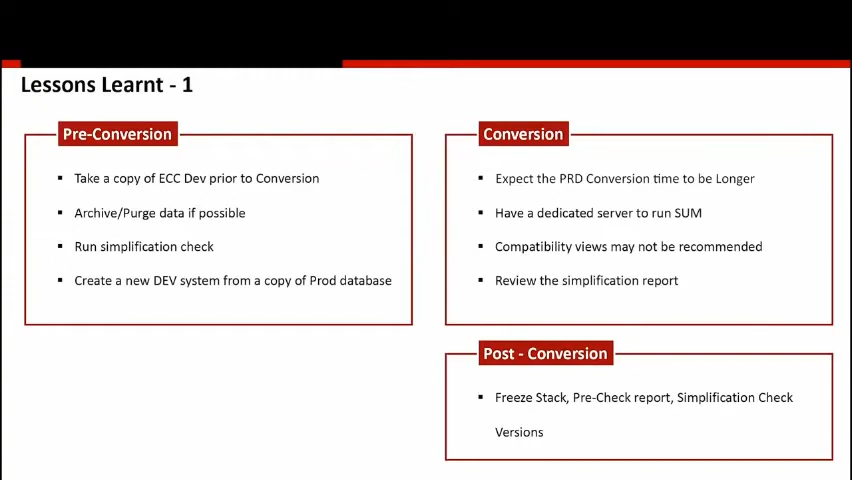 Lessons Learnt - 1
Pre-Conversion
Take a copy of ECC Dev prior to Conversion
Archive/Purge data if possible
Run simplification check
Create a new DEV system from a copy of Prod database
Conversion
Expect the PRD Conversion time to be Longer
Have a dedicated server to run SUM
Compatibility views may not be recommended
Review the simplification report
Post - Conversion
Freeze Stack, Pre-Check report, Simplification Check
Versions